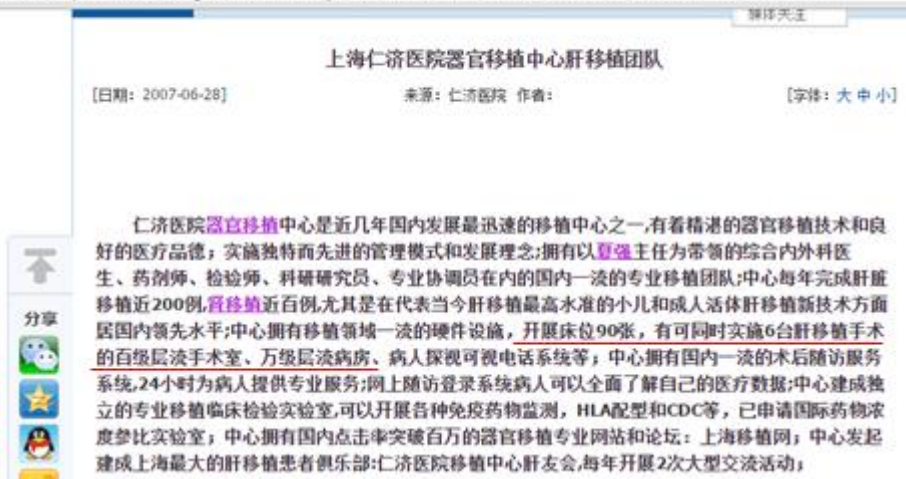 媒体关注
上海仁济医院器官移植中心肝移植团队
[日期：2007-06-28] 来源：仁济医院 作者： [字体：大 中 小]
仁济医院器官移植中心是近几年国内发展最迅速的移植中心之一,有着精湛的器官移植技术和良
好的医疗品德；实施独特而先进的管理模式和发展理念;拥有以夏强主任为带领的综合内外科医
生、药剂师、检验师、科研研究员、专业协调员在内的国内一流的专业移植团队;中心每年完成肝脏
移植近200例,肾移植近百例,尤其是在代表当今肝移植最高水准的小儿和成人活体肝移植新技术方面
居国内领先水平;中心拥有移植领域一流的硬件设施，开展床位90张，有可同时实施6台肝移植手术
的百级层流手术室、万级层流病房、病人探视可视电话系统等；中心拥有国内一流的术后随访服务
系统,24小时为病人提供专业服务;网上随访登录系统病人可以全面了解自己的医疗数据;中心建成独
立的专业移植临床检验实验室,可以开展各种免疫药物监测，HLA配型和CDC等，已申请国际药物浓
度参比实验室；中心拥有国内点击率突破百万的器官移植专业网站和论坛：上海移植网；中心发起
建成上海最大的肝移植患者俱乐部:仁济医院移植中心肝友会,每年开展2次大型交流活动；
分享